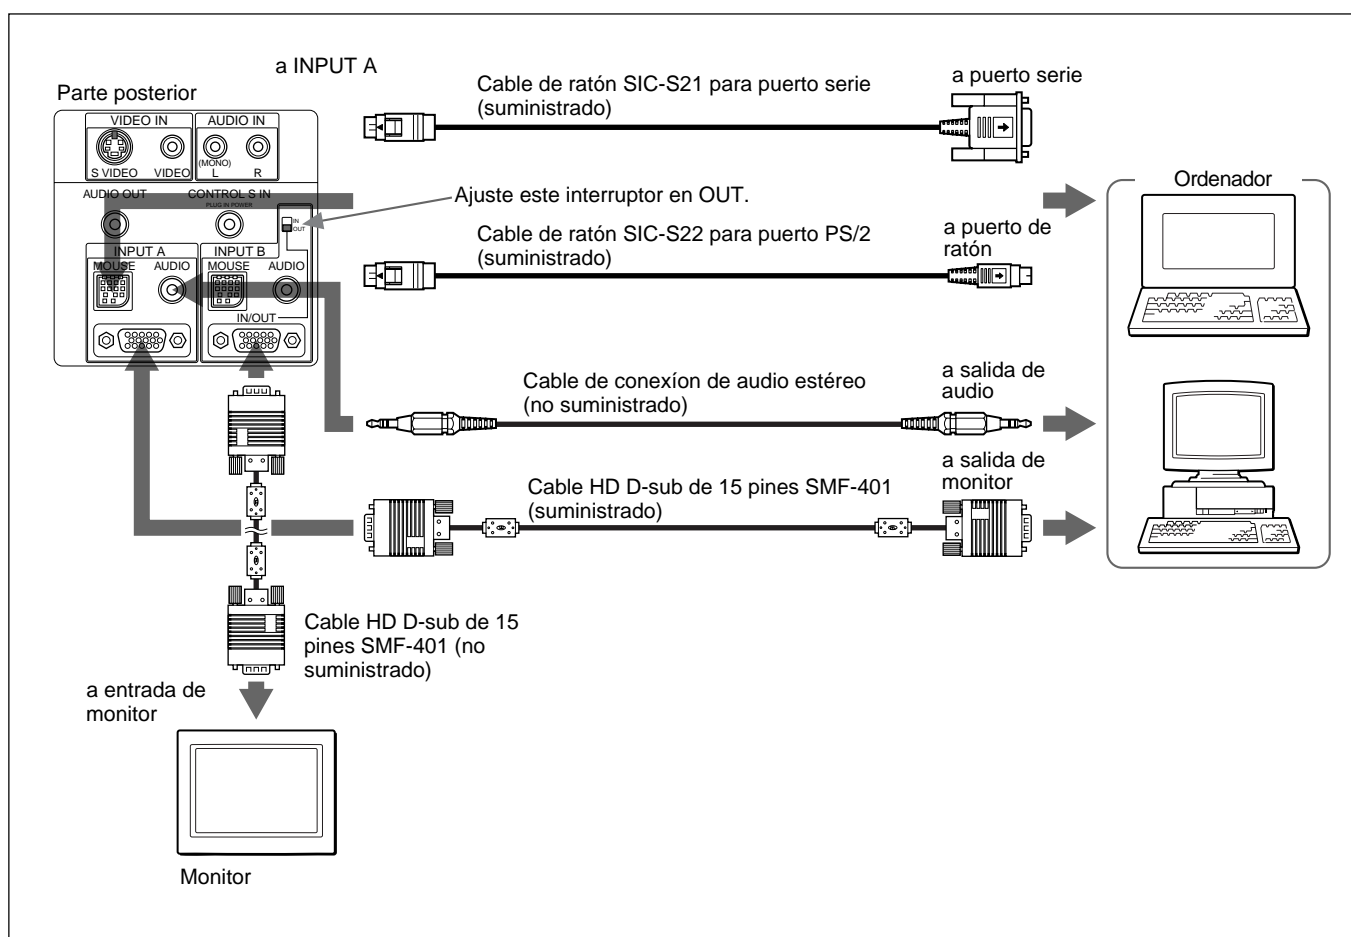 a INPUT A
Parte posterior
VIDEO IN
AUDIO IN
S VIDEO
VIDEO
(MONO)
L
R
AUDIO OUT
CONTROL S IN
PLUG IN POWER
IN
OUT
INPUT A
INPUT B
MOUSE
AUDIO
MOUSE
AUDIO
IN/OUT
Cable de ratón SIC-S21 para puerto serie
(suministrado)
a puerto serie
Ajuste este interruptor en OUT.
Cable de ratón SIC-S22 para puerto PS/2
(suministrado)
a puerto de
ratón
Ordenador
Cable de conexíon de audio estéreo
(no suministrado)
a salida de
audio
Cable HD D-sub de 15 pines SMF-401
(suministrado)
a salida de
monitor
Cable HD D-sub de 15
pines SMF-401 (no
suministrado)
a entrada de
monitor
Monitor